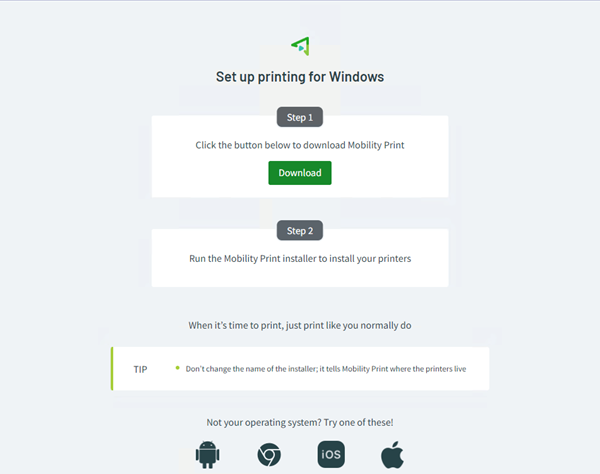 Set up printing for Windows
Step 1
Click the button below to download Mobility Print
Download
Step 2
Run the Mobility Print installer to install your printers
When it's time to print, just print like you normally do
TIP
Don't change the name of the installer; it tells Mobility Print where the printers live
Not your operating system? Try one of these!
iOS